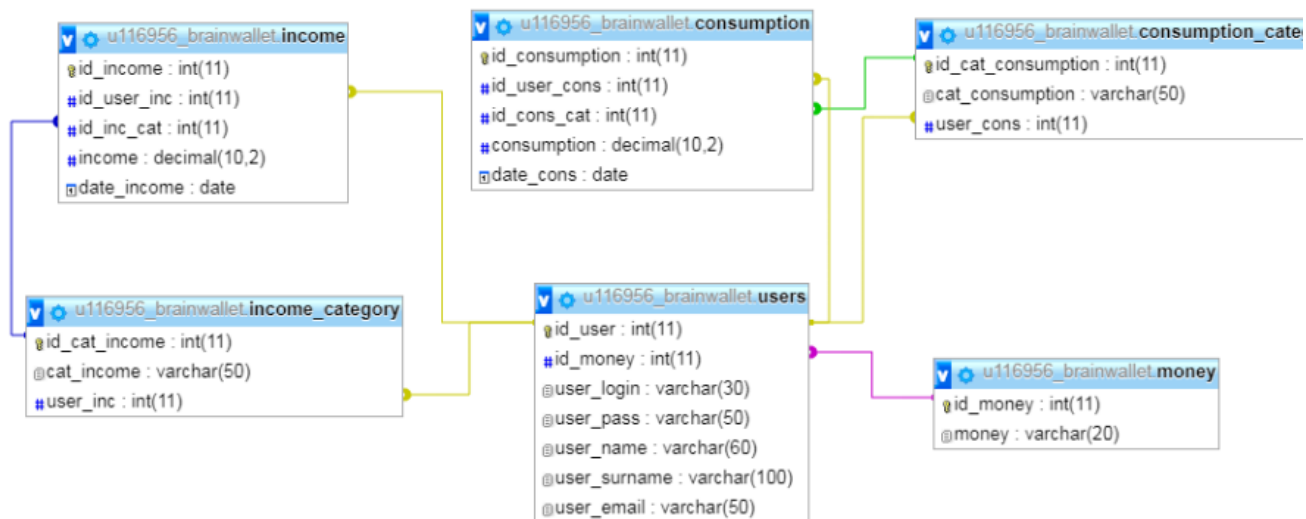 u116956_brainwallet.income
id_income : int(11)
#id_user_inc : int(11)
#id_inc_cat : int(11)
#income : decimal(10,2)
date_income : date
u116956_brainwallet.consumption
id_consumption : int(11)
#id_user_cons : int(11)
#id_cons_cat : int(11)
#consumption : decimal(10,2)
date_cons : date
u116956_brainwallet.consumption_categ
id_cat_consumption : int(11)
cat_consumption : varchar(50)
#user_cons : int(11)
u116956_brainwallet.income_category
id_cat_income : int(11)
cat_income : varchar(50)
#user_inc : int(11)
u116956_brainwallet.users
id_user : int(11)
#id_money : int(11)
user_login : varchar(30)
user_pass : varchar(50)
user_name : varchar(60)
user_surname : varchar(100)
user_email : varchar(50)
u116956_brainwallet.money
id_money : int(11)
money : varchar(20)